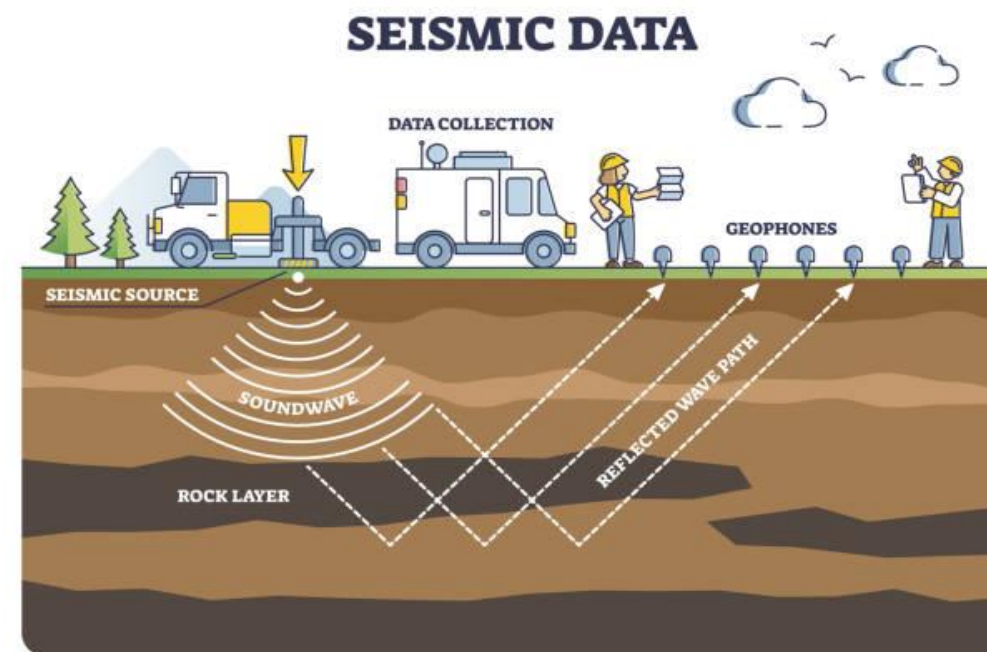 SEISMIC DATA
DATA COLLECTION
GEOPHONES
SEISMIC SOURCE
SOUNDWAVE
REFLECTED WAVE PATH
ROCK LAYER